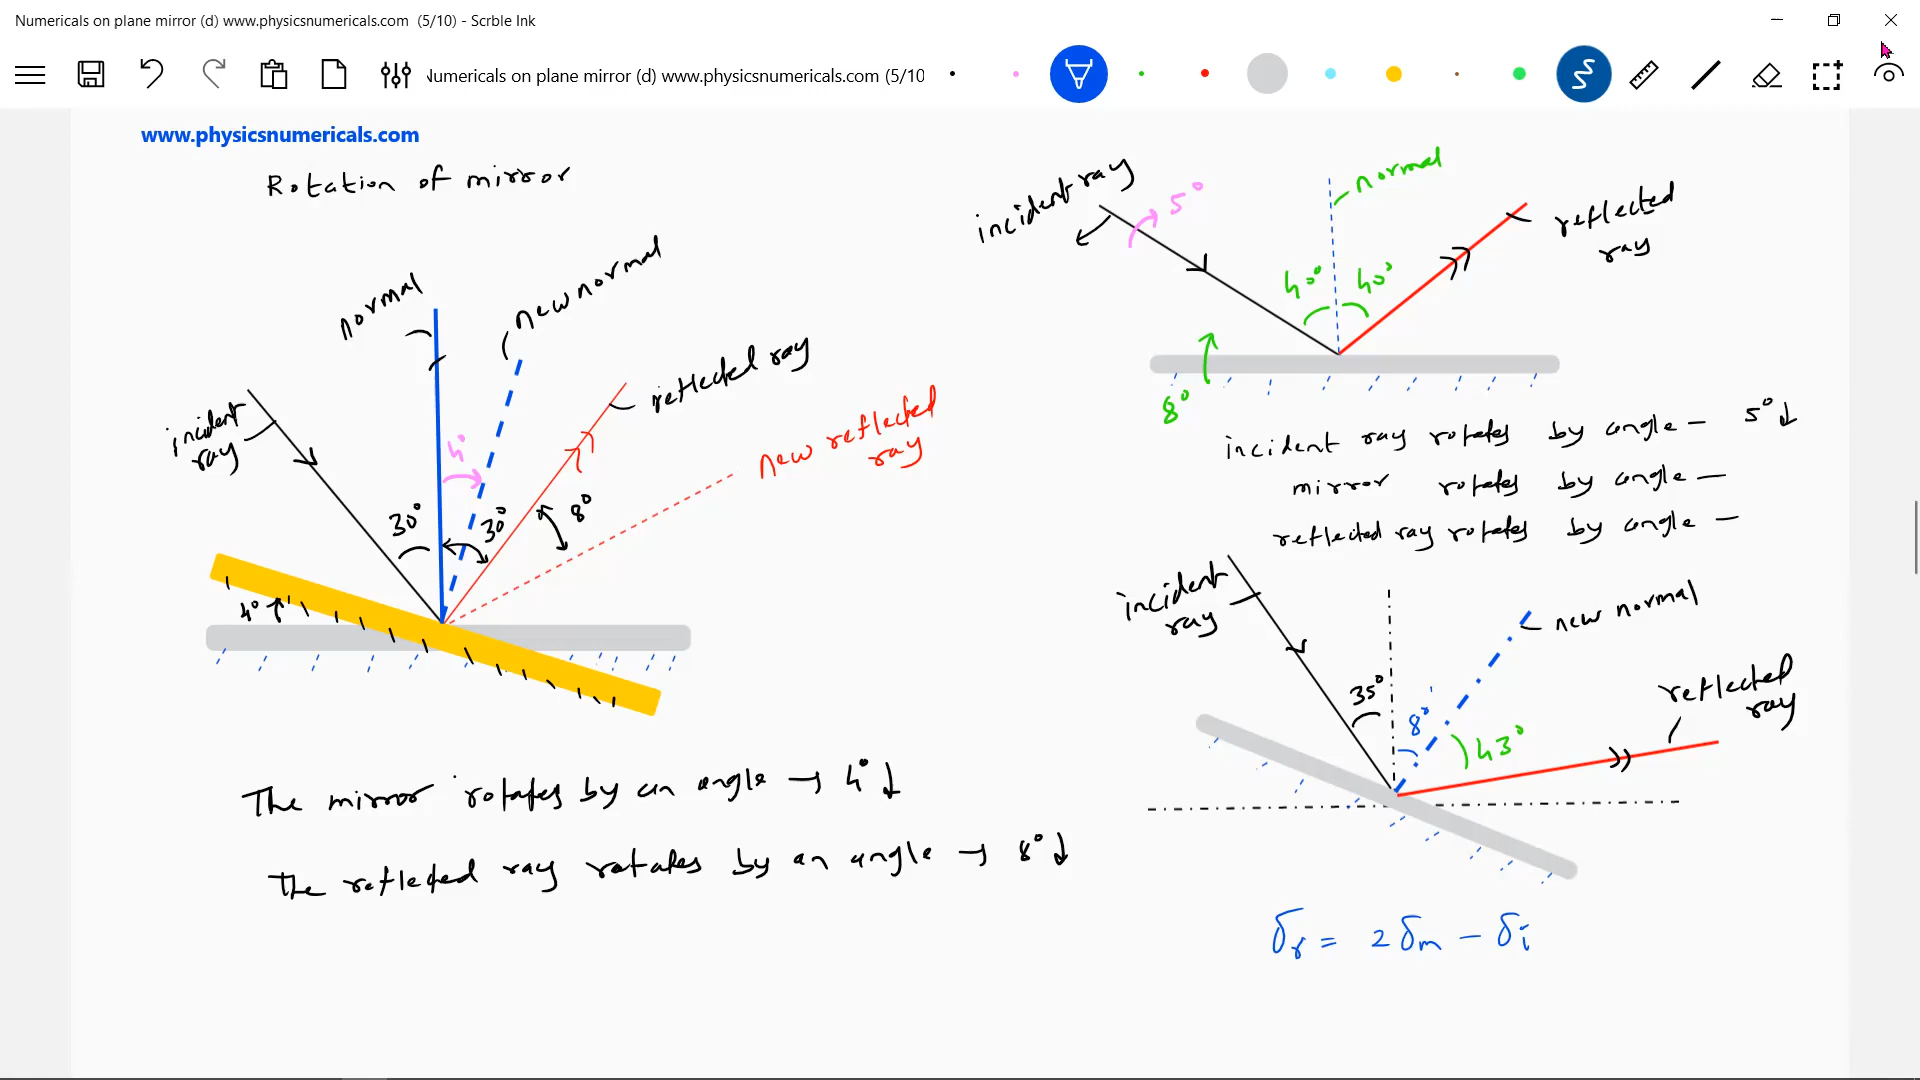 Numericals on plane mirror (d) www.physicsnumericals.com (5/10) - Scrble Ink
Numericals on plane mirror (d) www.physicsnumericals.com (5/10
www.physicsnumericals.com
Rotation of mirror
normal
new normal
incident
ray
reflected ray
new reflected
ray
4°
30°
30°
8°
4°
The mirror rotates by an angle → 4° ↓
The reflected ray rotates by an angle → 8° ↓
incident ray
5°
normal
reflected
ray
40°
40°
8°
incident ray rotates by angle — 5° ↓
mirror rotates by angle —
reflected ray rotates by angle —
incident
ray
new normal
reflected
ray
35°
8°
43°
δr = 2δm − δi